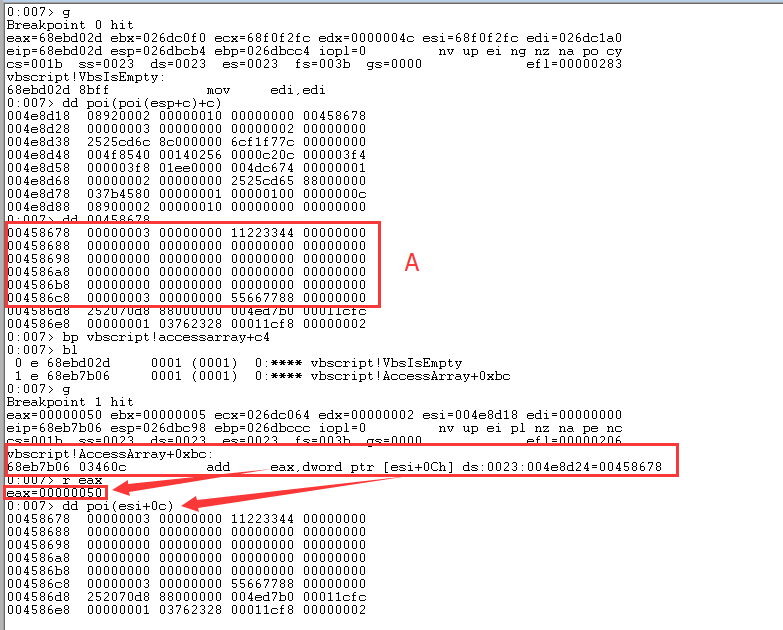 0:007> g
Breakpoint 0 hit
eax=68ebd02d ebx=026dc0f0 ecx=68f0f2fc edx=0000004c esi=68f0f2fc edi=026dc1a0
eip=68ebd02d esp=026dbcb4 ebp=026dbcc4 iopl=0 nv up ei ng nz na po cy
cs=001b ss=0023 ds=0023 es=0023 fs=003b gs=0000 efl=00000283
vbscript!VbsIsEmpty:
68ebd02d 8bff mov edi,edi
0:007> dd poi(poi(esp+c)+c)
004e8d18 08920002 00000010 00000000 00458678
004e8d28 00000003 00000000 00000002 00000000
004e8d38 2525cd6c 8c000000 6cf1f77c 00000000
004e8d48 004f8540 00140256 0000c20c 000003f4
004e8d58 000003f8 01ee0000 004dc674 00000001
004e8d68 00000002 00000000 2525cd65 88000000
004e8d78 037b4580 00000001 00000100 0000000c
004e8d88 08900002 00000010 00000000 00000000
0:007> dd 00458678
00458678 00000003 00000000 11223344 00000000
00458688 00000000 00000000 00000000 00000000
00458698 00000000 00000000 00000000 00000000
004586a8 00000000 00000000 00000000 00000000
004586b8 00000000 00000000 00000000 00000000
004586c8 00000003 00000000 55667788 00000000
A
004586d8 252070d8 88000000 004ed7b0 00011cfc
004586e8 00000001 03762328 00011cf8 00000002
0:007> bp vbscript!accessarray+c4
0:007> bl
0 e 68ebd02d 0001 (0001) 0:**** vbscript!VbsIsEmpty
1 e 68eb7b06 0001 (0001) 0:**** vbscript!AccessArray+0xbc
0:007> g
Breakpoint 1 hit
eax=00000050 ebx=00000005 ecx=026dc064 edx=00000002 esi=004e8d18 edi=00000000
eip=68eb7b06 esp=026dbc98 ebp=026dbccc iopl=0 nv up ei pl nz na pe nc
cs=001b ss=0023 ds=0023 es=0023 fs=003b gs=0000 efl=00000206
vbscript!AccessArray+0xbc:
68eb7b06 03460c add eax,dword ptr [esi+0Ch] ds:0023:004e8d24=00458678
0:007> r eax
eax=00000050
0:007> dd poi(esi+0c)
00458678 00000003 00000000 11223344 00000000
00458688 00000000 00000000 00000000 00000000
00458698 00000000 00000000 00000000 00000000
004586a8 00000000 00000000 00000000 00000000
004586b8 00000000 00000000 00000000 00000000
004586c8 00000003 00000000 55667788 00000000
004586d8 252070d8 88000000 004ed7b0 00011cfc
004586e8 00000001 03762328 00011cf8 00000002